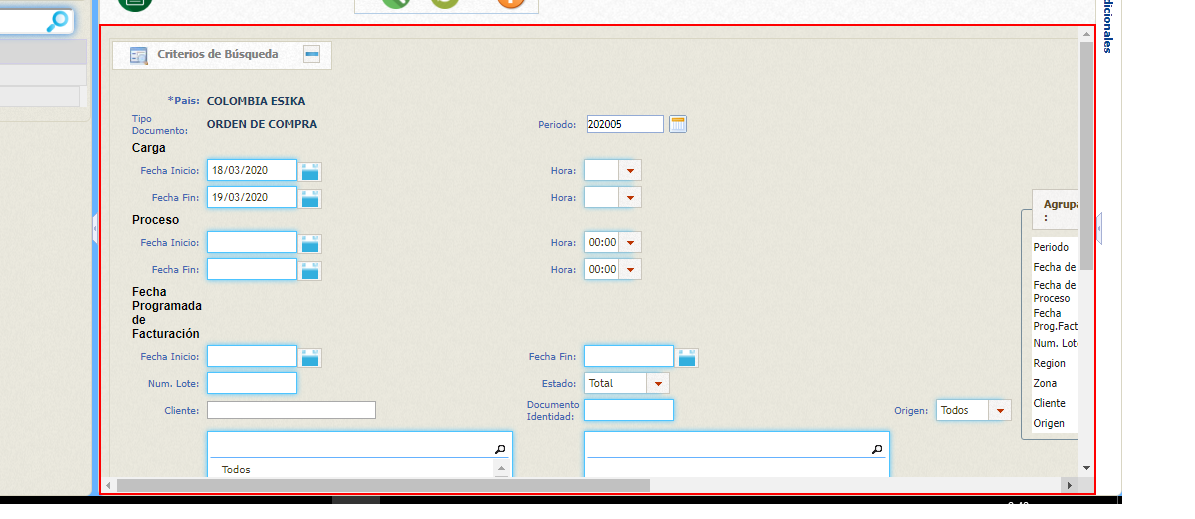 dicionales
Criterios de Búsqueda
*Pais: COLOMBIA ESIKA
Tipo
Documento: ORDEN DE COMPRA Periodo: 202005
Carga
Fecha Inicio: 18/03/2020 Hora:
Fecha Fin: 19/03/2020 Hora:
Proceso
Fecha Inicio: Hora: 00:00
Fecha Fin: Hora: 00:00
Fecha
Programada
de
Facturación
Fecha Inicio: Fecha Fin:
Num. Lote: Estado: Total
Cliente: Documento
Identidad: Origen: Todos
Todos
Agrupa
:
Periodo
Fecha de
Fecha de
Proceso
Fecha
Prog.Fact
Num. Lot
Region
Zona
Cliente
Origen